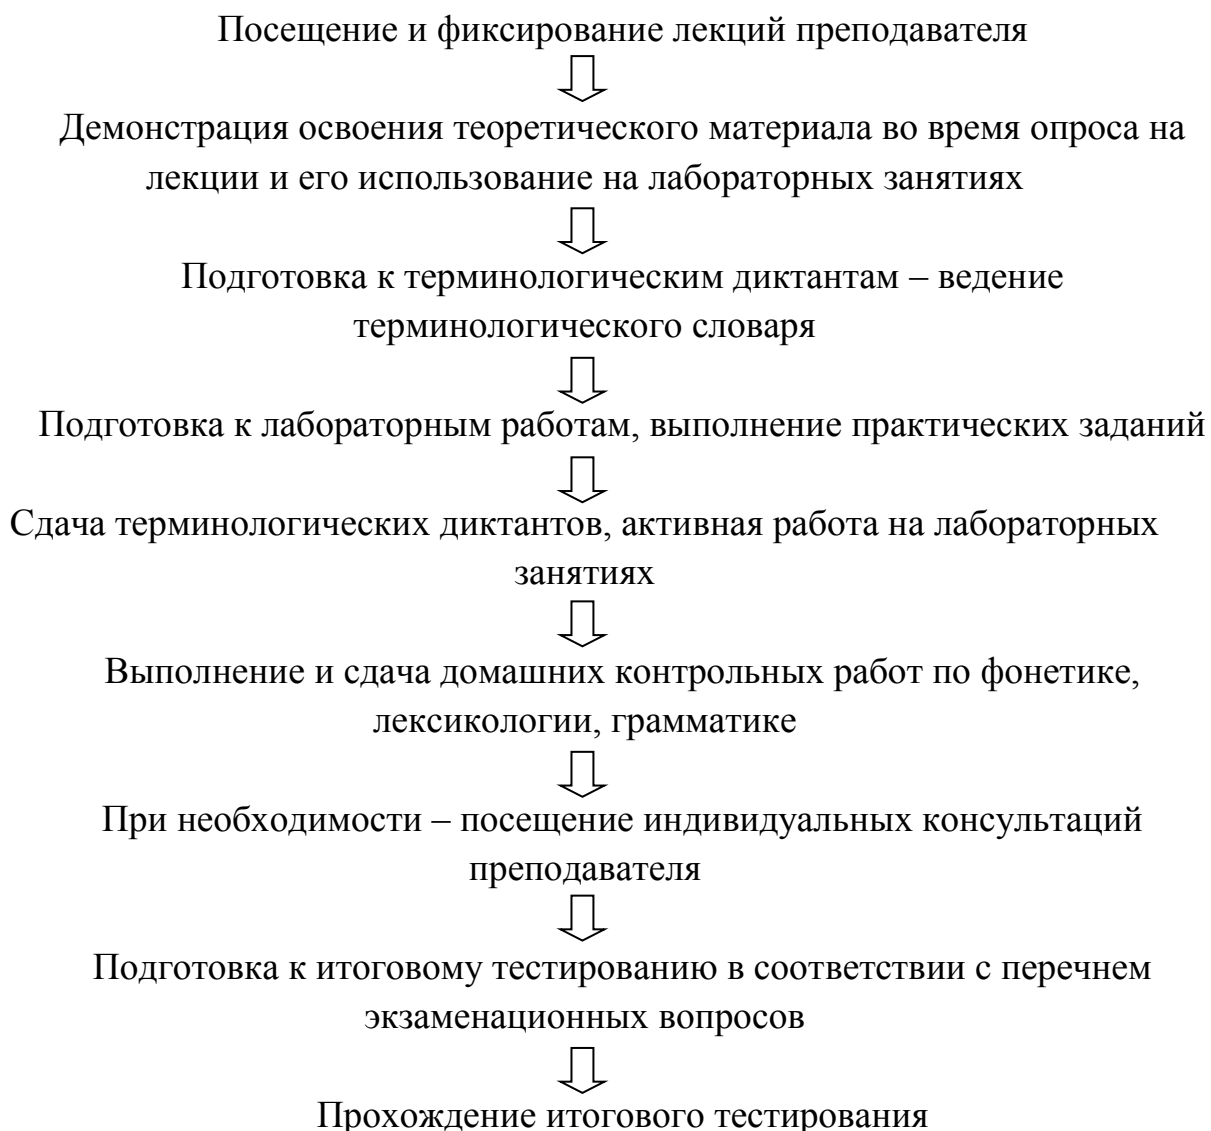 Посещение и фиксирование лекций преподавателя
Демонстрация освоения теоретического материала во время опроса на
лекции и его использование на лабораторных занятиях
Подготовка к терминологическим диктантам – ведение
терминологического словаря
Подготовка к лабораторным работам, выполнение практических заданий
Сдача терминологических диктантов, активная работа на лабораторных
занятиях
Выполнение и сдача домашних контрольных работ по фонетике,
лексикологии, грамматике
При необходимости – посещение индивидуальных консультаций
преподавателя
Подготовка к итоговому тестированию в соответствии с перечнем
экзаменационных вопросов
Прохождение итогового тестирования